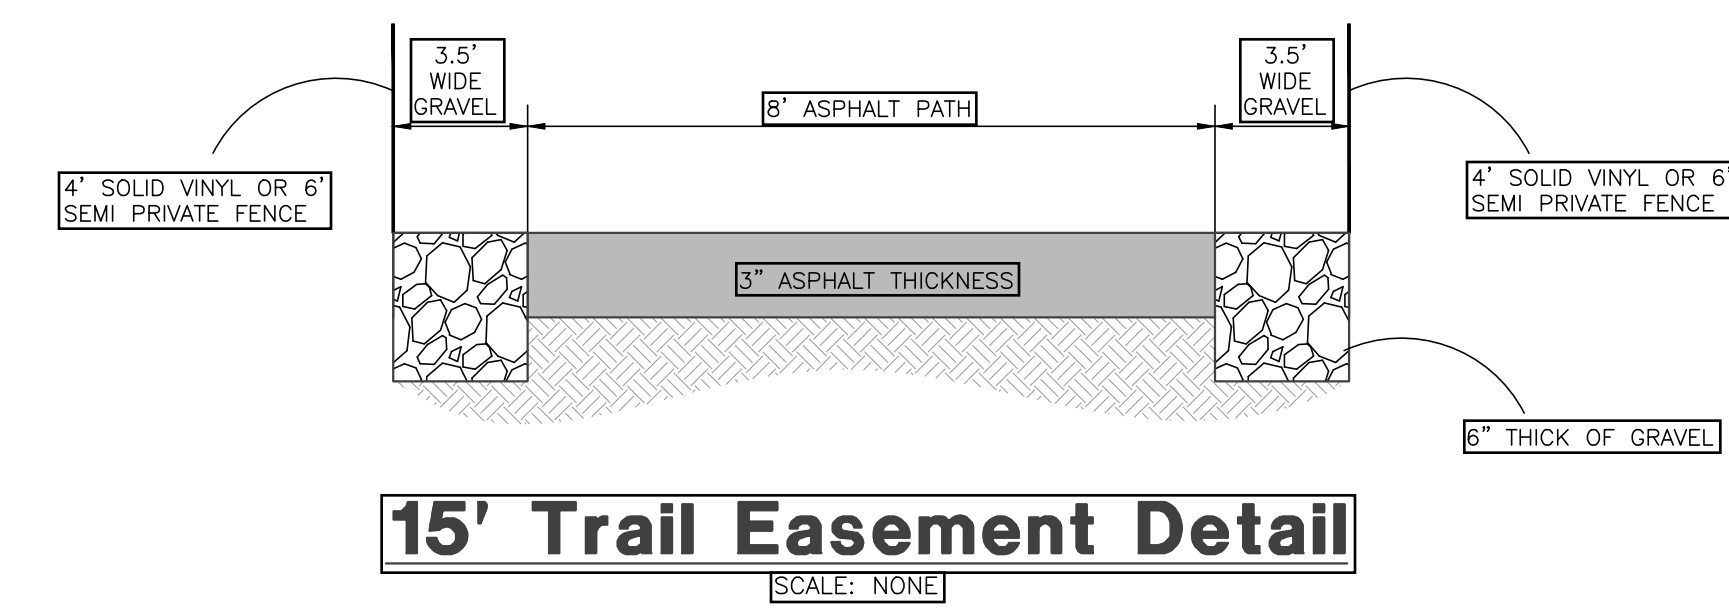 3.5'
WIDE
GRAVEL
8' ASPHALT PATH
3.5'
WIDE
GRAVEL
4' SOLID VINYL OR 6'
SEMI PRIVATE FENCE
4' SOLID VINYL OR 6'
SEMI PRIVATE FENCE
3" ASPHALT THICKNESS
6" THICK OF GRAVEL
15' Trail Easement Detail
SCALE: NONE